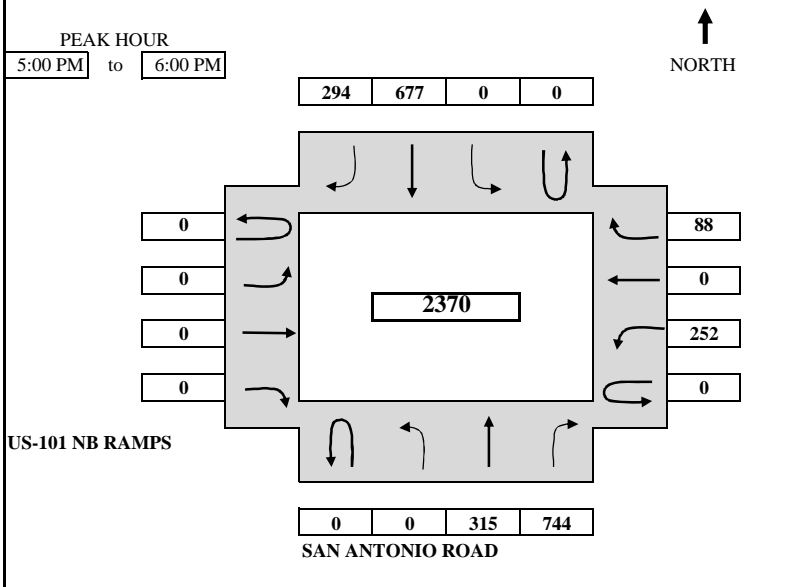 PEAK HOUR
5:00 PM to 6:00 PM
NORTH
294 677 0 0
0 88
0 0
2370
0 252
0 0
US-101 NB RAMPS
0 0 315 744
SAN ANTONIO ROAD